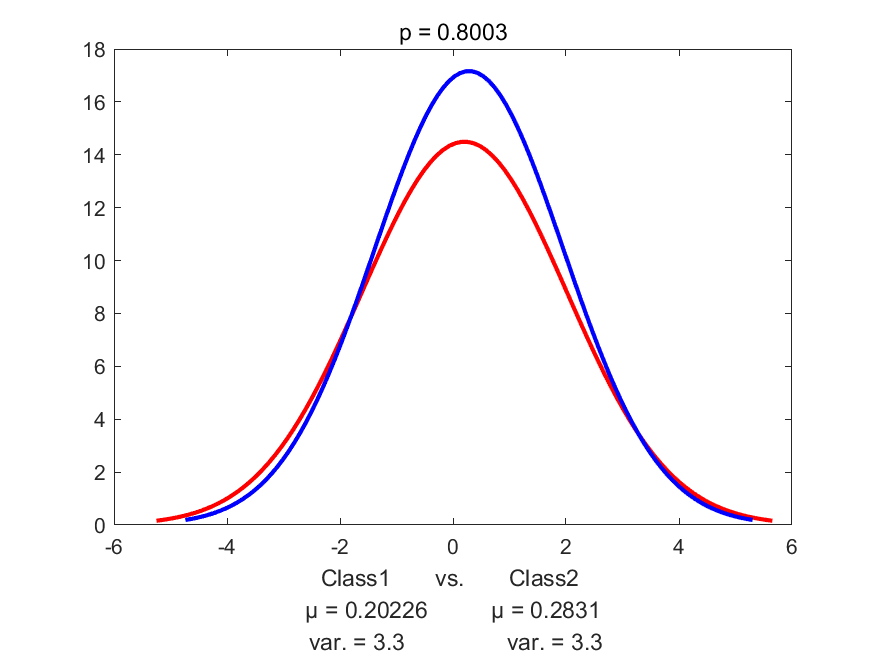 p = 0.8003
18
16
14
12
10
8
6
4
2
0
-6 -4 -2 0 2 4 6
Class1 vs. Class2
μ = 0.20226 μ = 0.2831
var. = 3.3 var. = 3.3